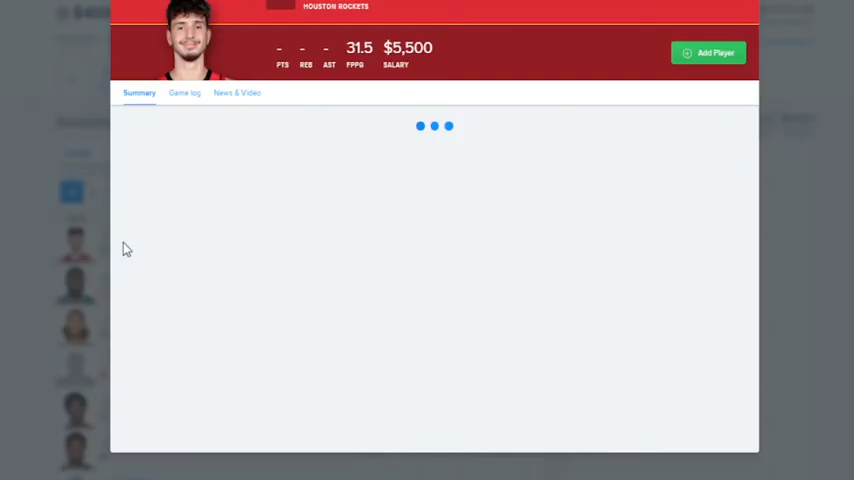 HOUSTON ROCKETS
- - - 31.5 $5,500
PTS REB AST FPPG SALARY
Add Player
Summary Game log News & Video